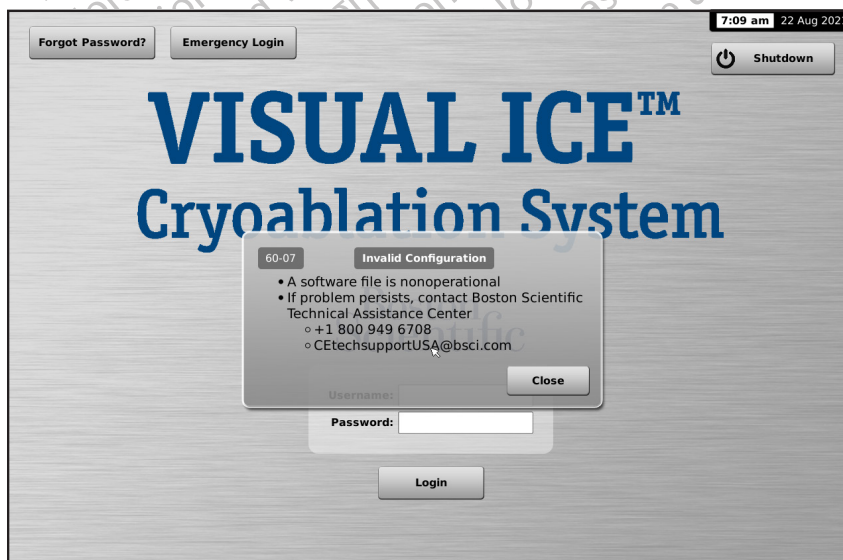 7:09 am 22 Aug 202
Forgot Password?
Emergency Login
Shutdown
VISUAL ICE™
Cryoablation System
60-07
Invalid Configuration
• A software file is nonoperational
• If problem persists, contact Boston Scientific
Technical Assistance Center
○ +1 800 949 6708
○ CEtechsupportUSA@bsci.com
Close
Username:
Password:
Login